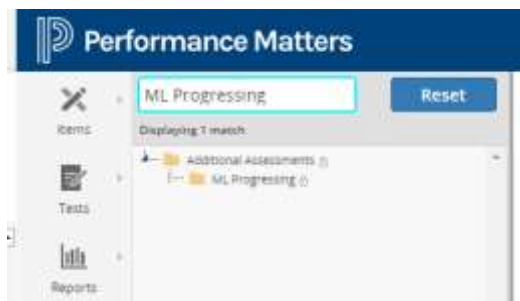 Performance Matters
ML Progressing
Reset
Items
Displaying 1 match
Additional Assessments
ML Progressing
Tests
Reports